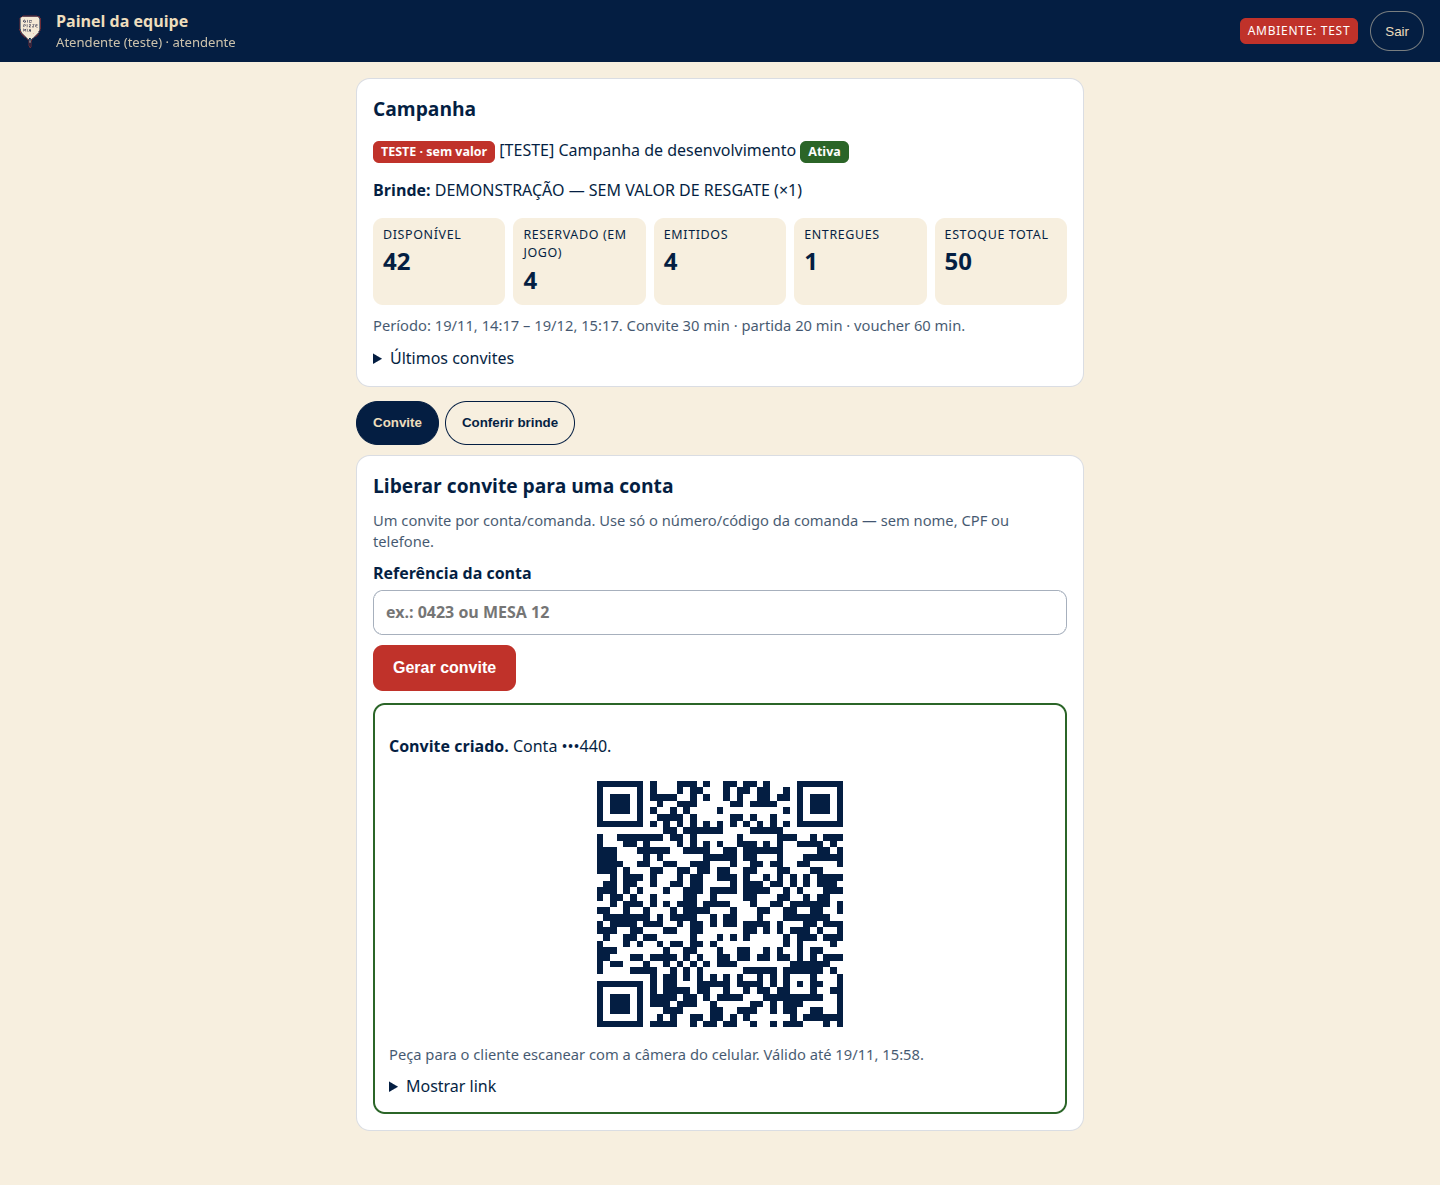 Painel da equipe
Atendente (teste) · atendente
AMBIENTE: TEST
Sair
Campanha
TESTE · sem valor [TESTE] Campanha de desenvolvimento Ativa
Brinde: DEMONSTRAÇÃO — SEM VALOR DE RESGATE (×1)
DISPONÍVEL
42
RESERVADO (EM
JOGO)
4
EMITIDOS
4
ENTREGUES
1
ESTOQUE TOTAL
50
Período: 19/11, 14:17 – 19/12, 15:17. Convite 30 min · partida 20 min · voucher 60 min.
Últimos convites
Convite
Conferir brinde
Liberar convite para uma conta
Um convite por conta/comanda. Use só o número/código da comanda — sem nome, CPF ou
telefone.
Referência da conta
ex.: 0423 ou MESA 12
Gerar convite
Convite criado. Conta •••440.
Peça para o cliente escanear com a câmera do celular. Válido até 19/11, 15:58.
Mostrar link